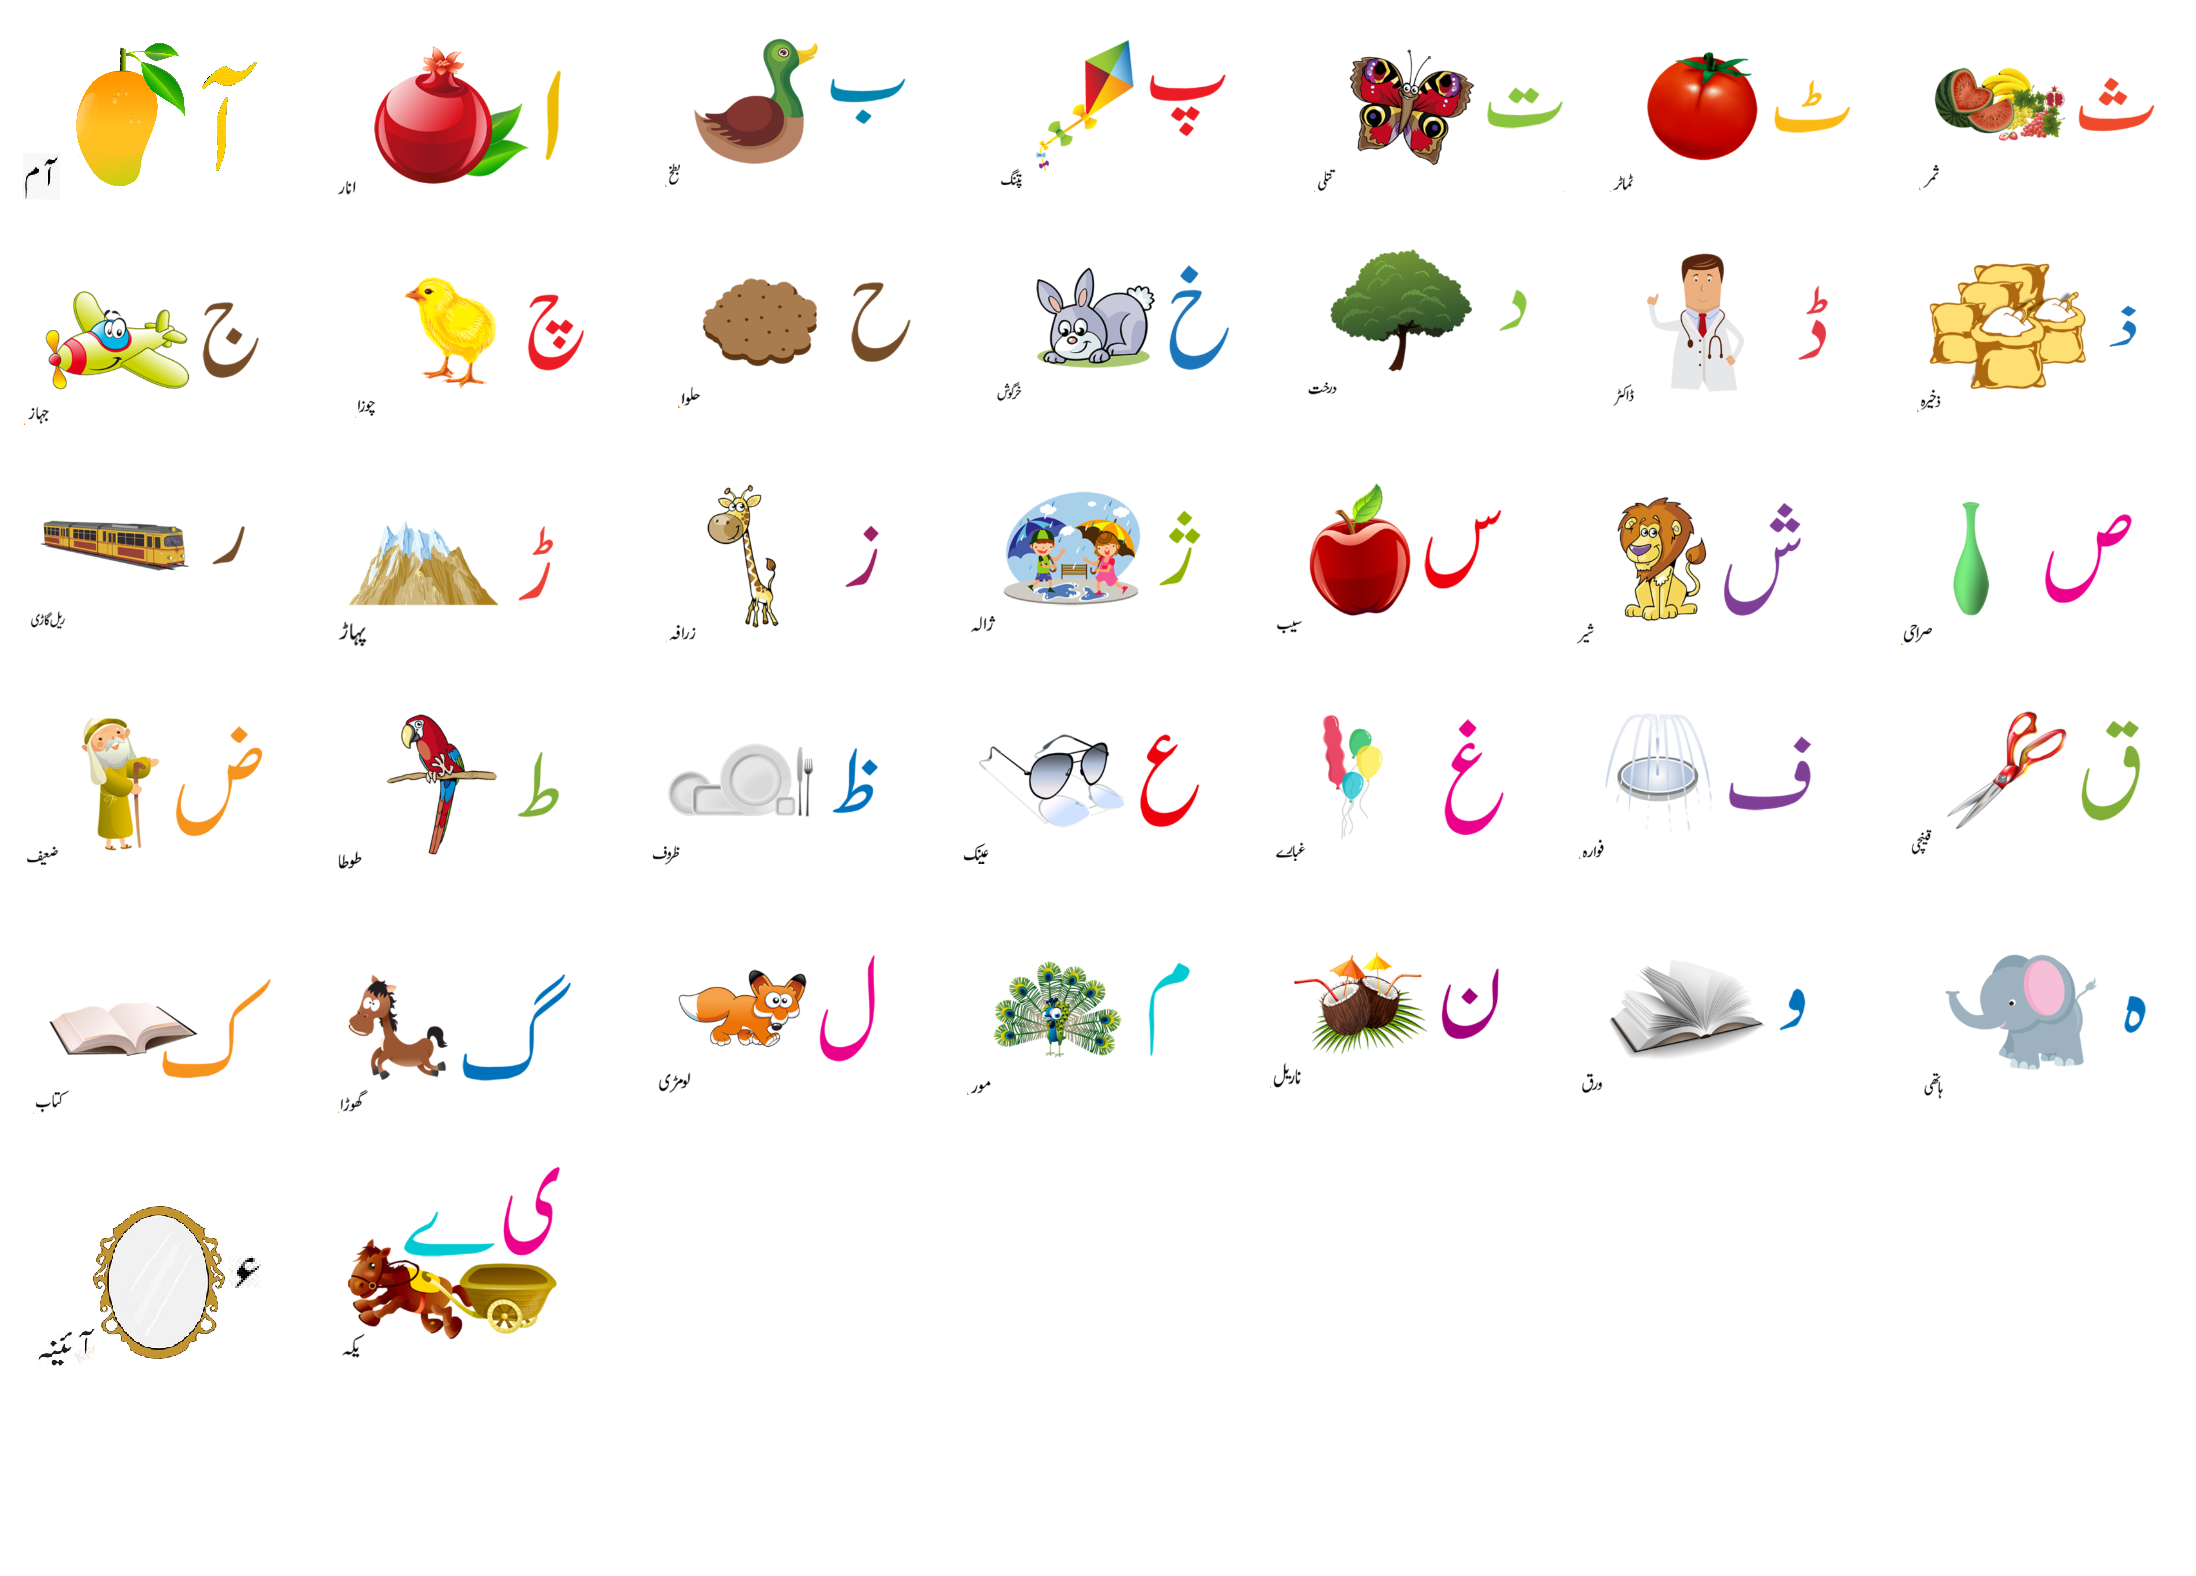 آ
آم
ا
انار
ب
بطخ
پ
پتنگ
ت
تتلی
ٹ
ٹماٹر
ث
ثمر
ج
جہاز
چ
چوزا
ح
حلوا
خ
خرگوش
د
درخت
ڈ
ڈاکٹر
ذ
ذخیرہ
ر
ریل گاڑی
ڑ
پہاڑ
ز
زرافہ
ژ
ژالہ
س
سیب
ش
شیر
ص
صراحی
ض
ضعیف
ط
طوطا
ظ
ظروف
ع
عینک
غ
غبارے
ف
فوارہ
ق
قینچی
ک
کتاب
گ
گھوڑا
ل
لومڑی
م
مور
ن
ناریل
و
ورق
ہ
ہاتھی
ء
آئینہ
ی ے
یکہ